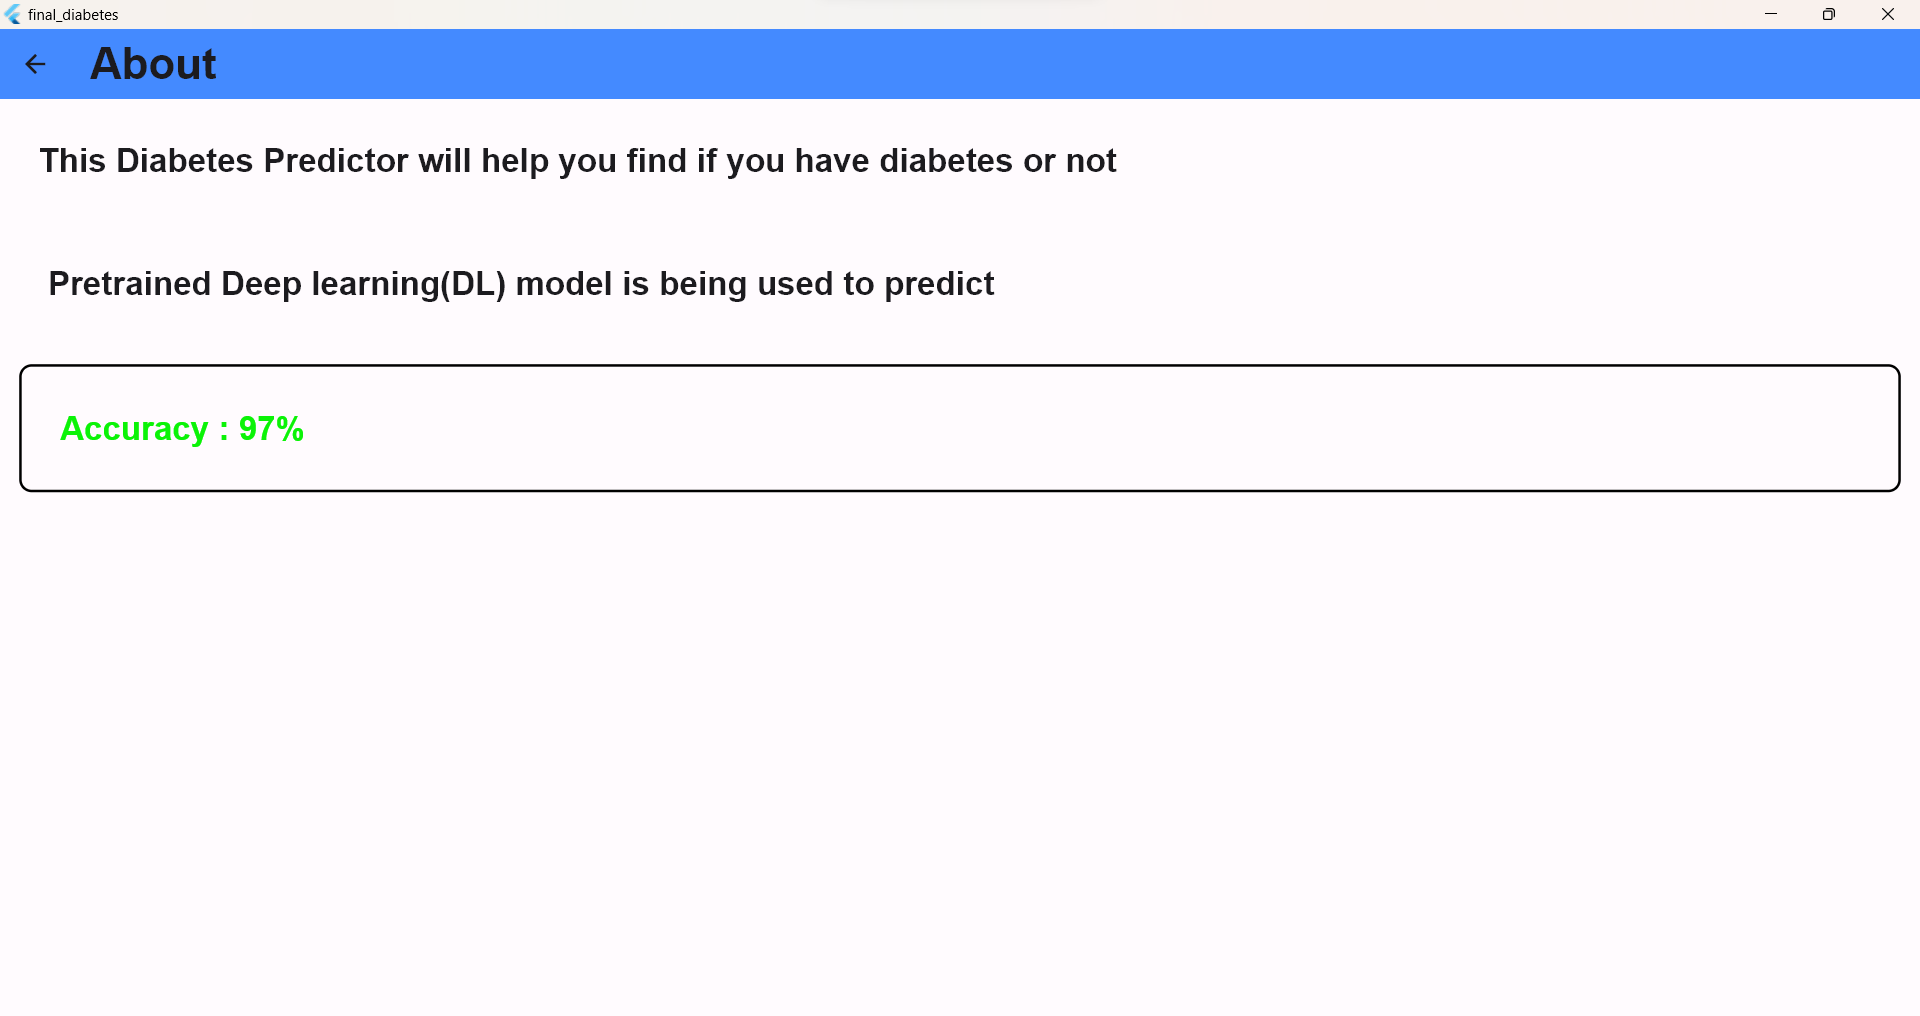 final_diabetes
About
This Diabetes Predictor will help you find if you have diabetes or not
Pretrained Deep learning(DL) model is being used to predict
Accuracy : 97%